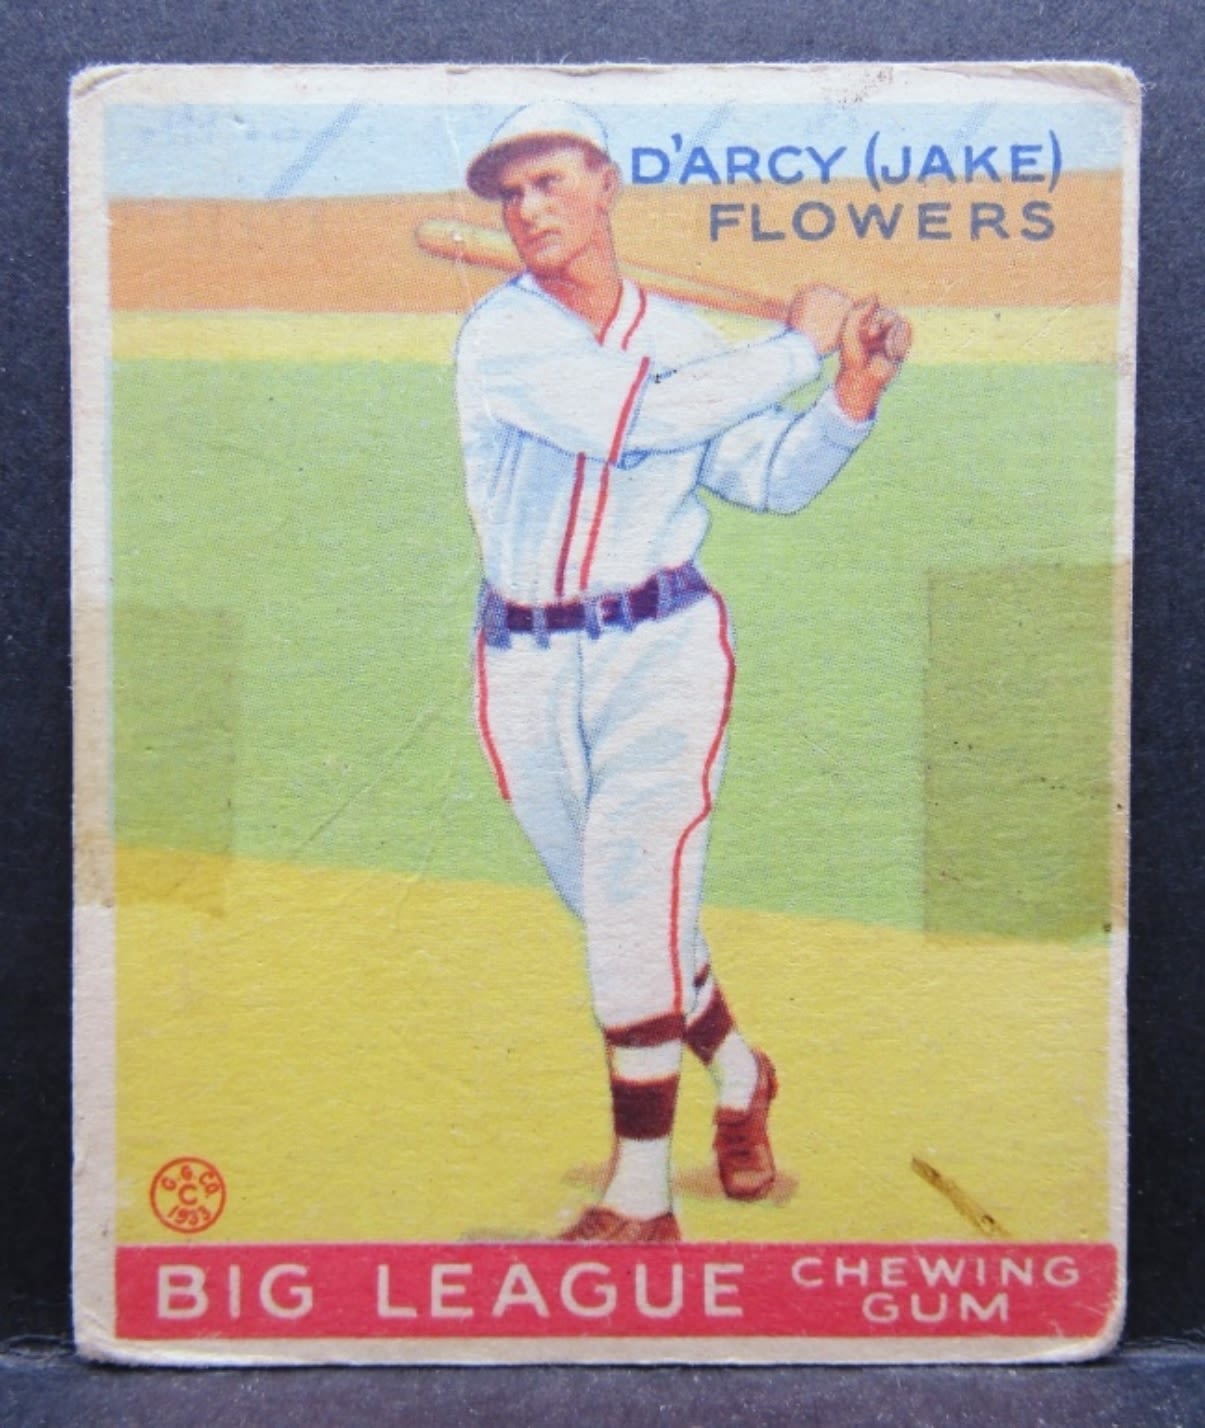 D'ARCY (JAKE)
FLOWERS
G. G. CO.
C
1933
BIG LEAGUE CHEWING
GUM